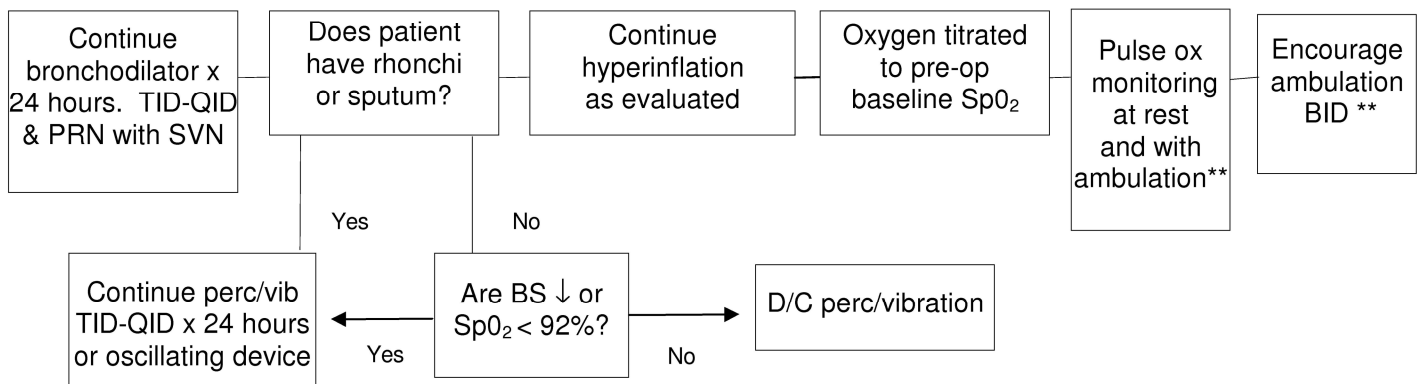 Continue
bronchodilator x
24 hours. TID-QID
& PRN with SVN
Does patient
have rhonchi
or sputum?
Continue
hyperinflation
as evaluated
Oxygen titrated
to pre-op
baseline Sp0₂
Pulse ox
monitoring
at rest
and with
ambulation**
Encourage
ambulation
BID **
Yes
No
Continue perc/vib
TID-QID x 24 hours
or oscillating device
Are BS ↓ or
Sp0₂ < 92%?
D/C perc/vibration
Yes
No